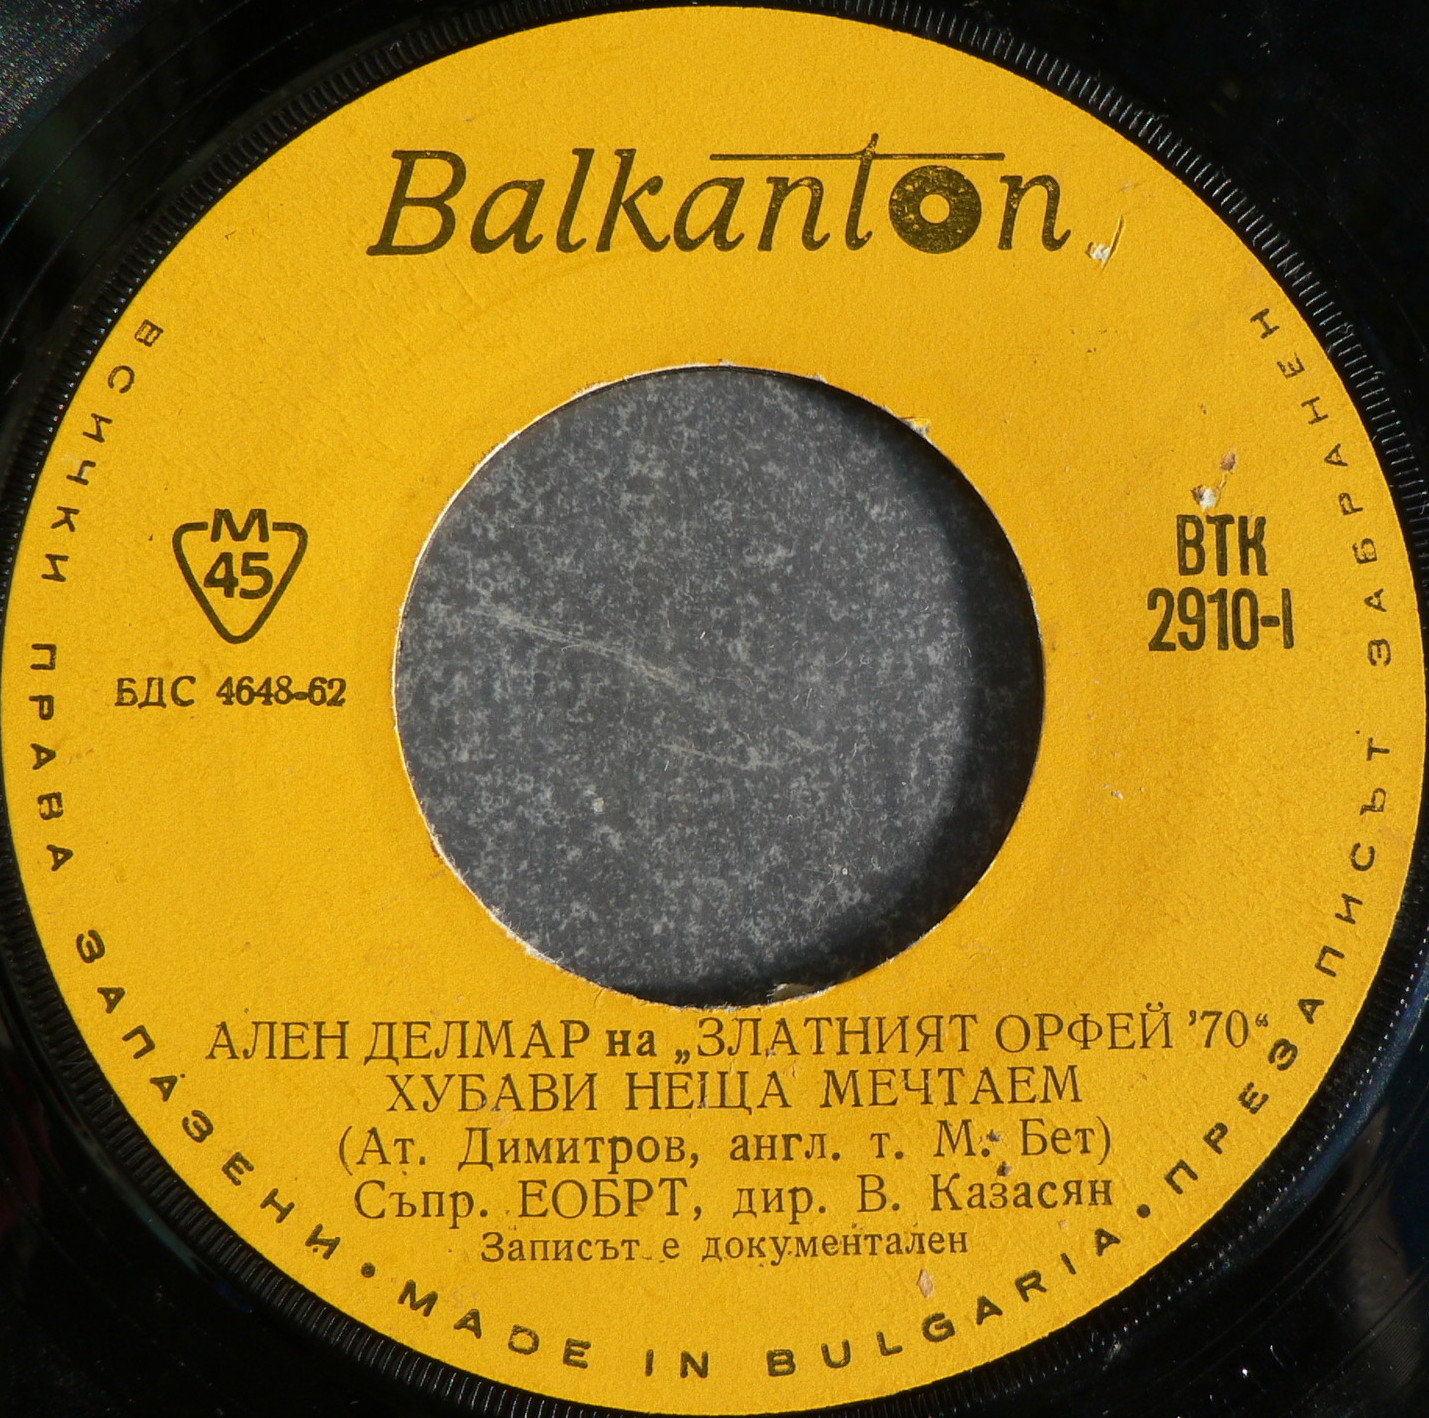 Balkanton
М
45
БДС 4648-62
ВТК
2910-I
АЛЕН ДЕЛМАР на „ЗЛАТНИЯТ ОРФЕЙ '70“
ХУБАВИ НЕЩА МЕЧТАЕМ
(Ат. Димитров, англ. т. М. Бет)
Съпр. ЕОБРТ, дир. В. Казасян
Записът е документален
ВСИЧКИ ПРАВА ЗАПАЗЕНИ • MADE IN BULGARIA • ПРЕЗАПИСЪТ ЗАБРАНЕН